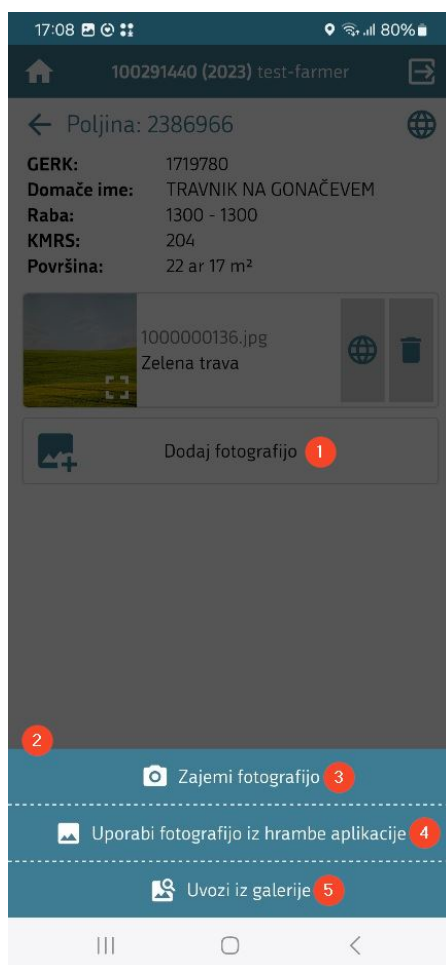 17:08 80%
100291440 (2023) test-farmer
Poljina: 2386966
GERK: 1719780
Domače ime: TRAVNIK NA GONAČEVEM
Raba: 1300 - 1300
KMRS: 204
Površina: 22 ar 17 m²
1000000136.jpg
Zelena trava
Dodaj fotografijo 1
2
Zajemi fotografijo 3
Uporabi fotografijo iz hrambe aplikacije 4
Uvozi iz galerije 5